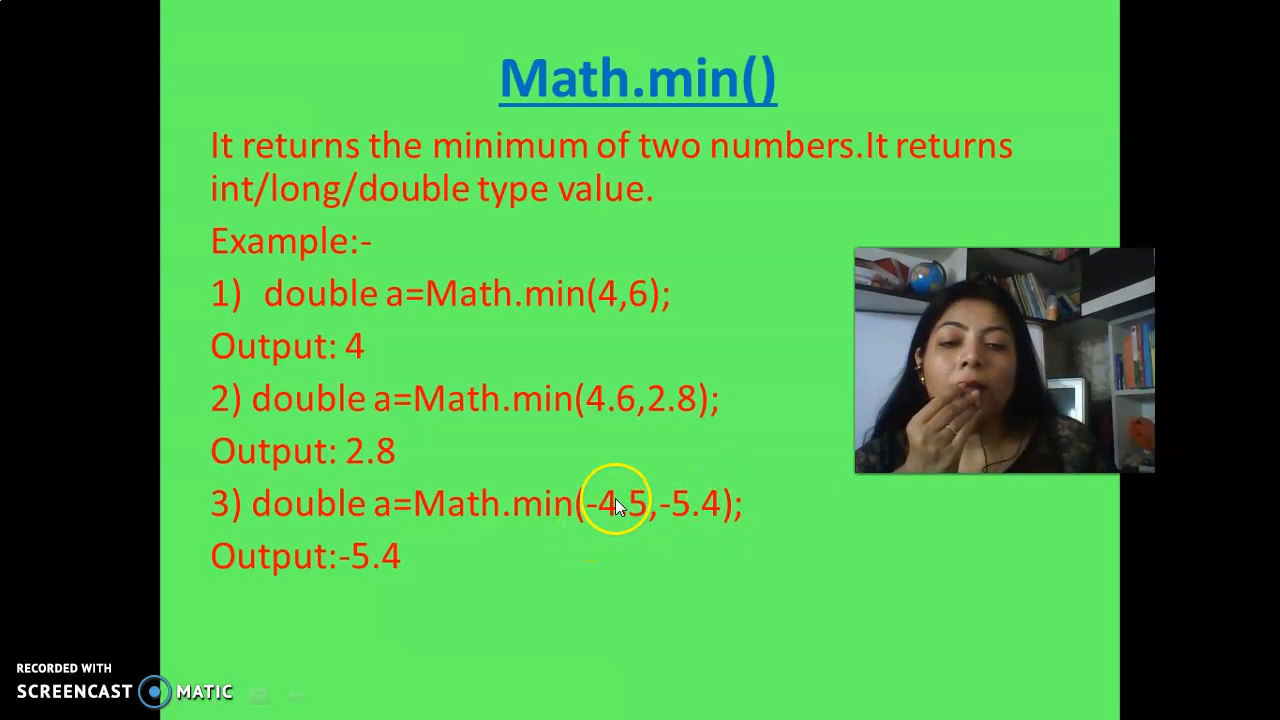 Math.min()
It returns the minimum of two numbers.It returns
int/long/double type value.
Example:-
1) double a=Math.min(4,6);
Output: 4
2) double a=Math.min(4.6,2.8);
Output: 2.8
3) double a=Math.min(-4.5,-5.4);
Output:-5.4
RECORDED WITH
SCREENCAST MATIC